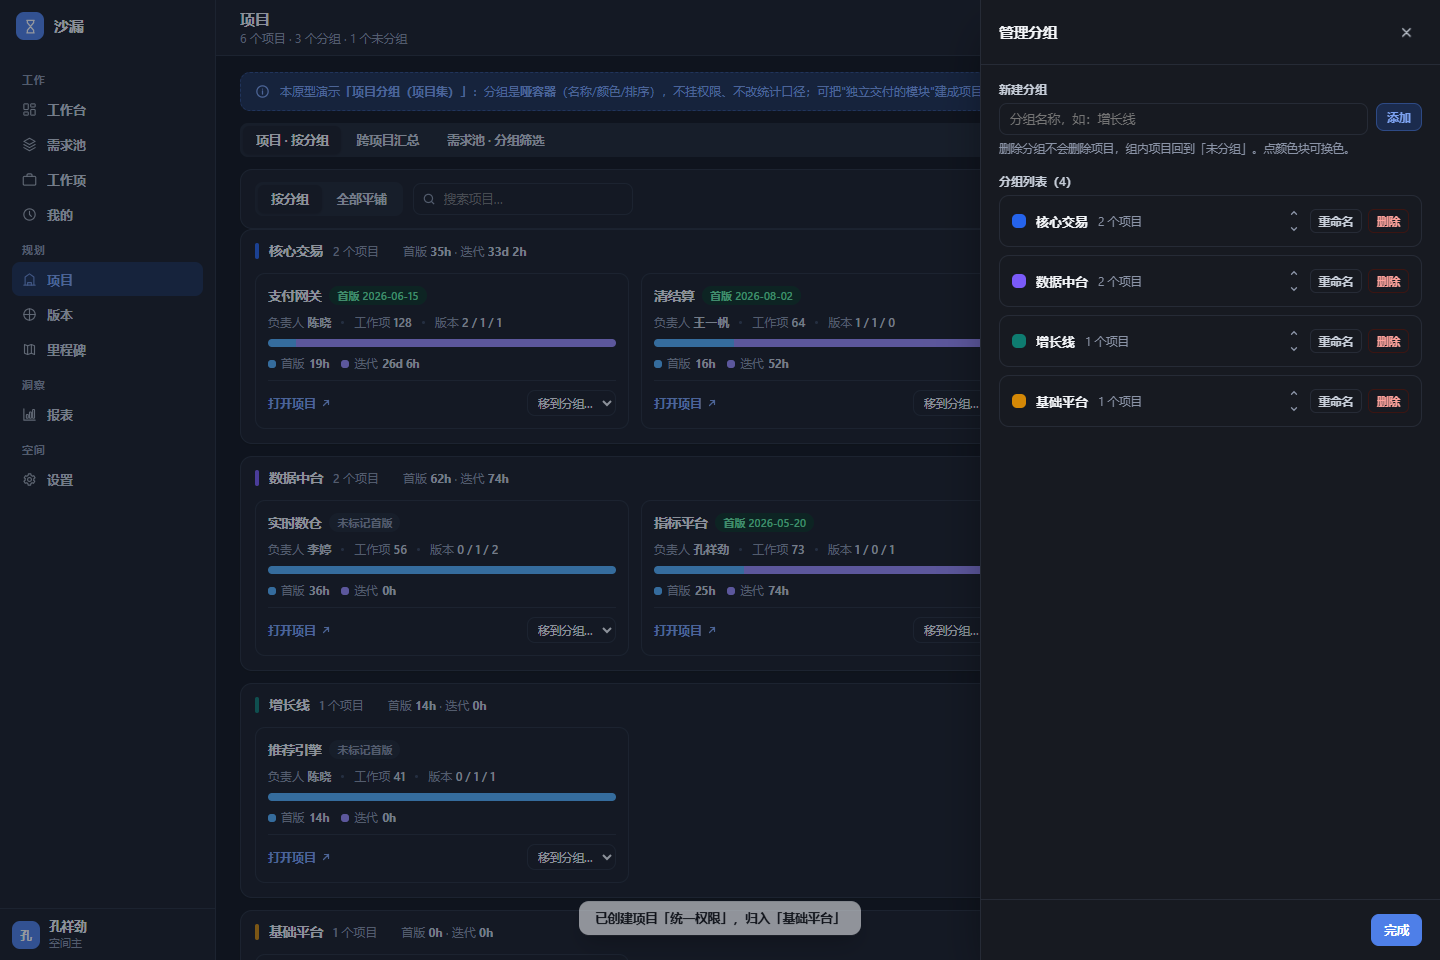 沙漏
工作
工作台
需求池
工作项
我的
规划
项目
版本
里程碑
洞察
报表
空间
设置
孔
孔祥劲
空间主
项目
6 个项目 · 3 个分组 · 1 个未分组
本原型演示「项目分组（项目集）」：分组是哑容器（名称/颜色/排序），不挂权限、不改统计口径；可把"独立交付的模块"建成项目
项目 · 按分组
跨项目汇总
需求池 · 分组筛选
按分组
全部平铺
搜索项目...
核心交易 2 个项目 首版 35h · 迭代 33d 2h
支付网关 首版 2026-06-15
负责人 陈晓 · 工作项 128 · 版本 2 / 1 / 1
首版 19h 迭代 26d 6h
打开项目 ↗ 移到分组...
清结算 首版 2026-08-02
负责人 王一帆 · 工作项 64 · 版本 1 / 1 / 0
首版 16h 迭代 52h
打开项目 ↗ 移到分组...
数据中台 2 个项目 首版 62h · 迭代 74h
实时数仓 未标记首版
负责人 李婷 · 工作项 56 · 版本 0 / 1 / 2
首版 36h 迭代 0h
打开项目 ↗ 移到分组...
指标平台 首版 2026-05-20
负责人 孔祥劲 · 工作项 73 · 版本 1 / 0 / 1
首版 25h 迭代 74h
打开项目 ↗ 移到分组...
增长线 1 个项目 首版 14h · 迭代 0h
推荐引擎 未标记首版
负责人 陈晓 · 工作项 41 · 版本 0 / 1 / 1
首版 14h 迭代 0h
打开项目 ↗ 移到分组...
基础平台 1 个项目 首版 0h · 迭代 0h
已创建项目「统一权限」，归入「基础平台」
管理分组
新建分组
分组名称，如：增长线
添加
删除分组不会删除项目，组内项目回到「未分组」。点颜色块可换色。
分组列表（4）
核心交易 2 个项目 重命名 删除
数据中台 2 个项目 重命名 删除
增长线 1 个项目 重命名 删除
基础平台 1 个项目 重命名 删除
完成